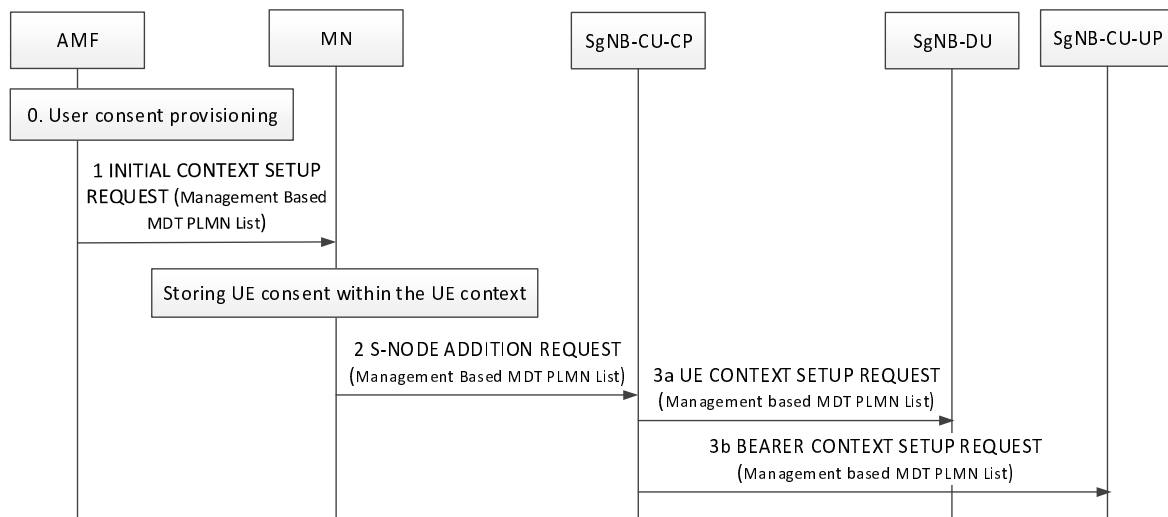 AMF
MN
SgNB-CU-CP
SgNB-DU
SgNB-CU-UP
0. User consent provisioning
1 INITIAL CONTEXT SETUP
REQUEST (Management Based
MDT PLMN List)
Storing UE consent within the UE context
2 S-NODE ADDITION REQUEST
(Management Based MDT PLMN List)
3a UE CONTEXT SETUP REQUEST
(Management based MDT PLMN List)
3b BEARER CONTEXT SETUP REQUEST
(Management based MDT PLMN List)